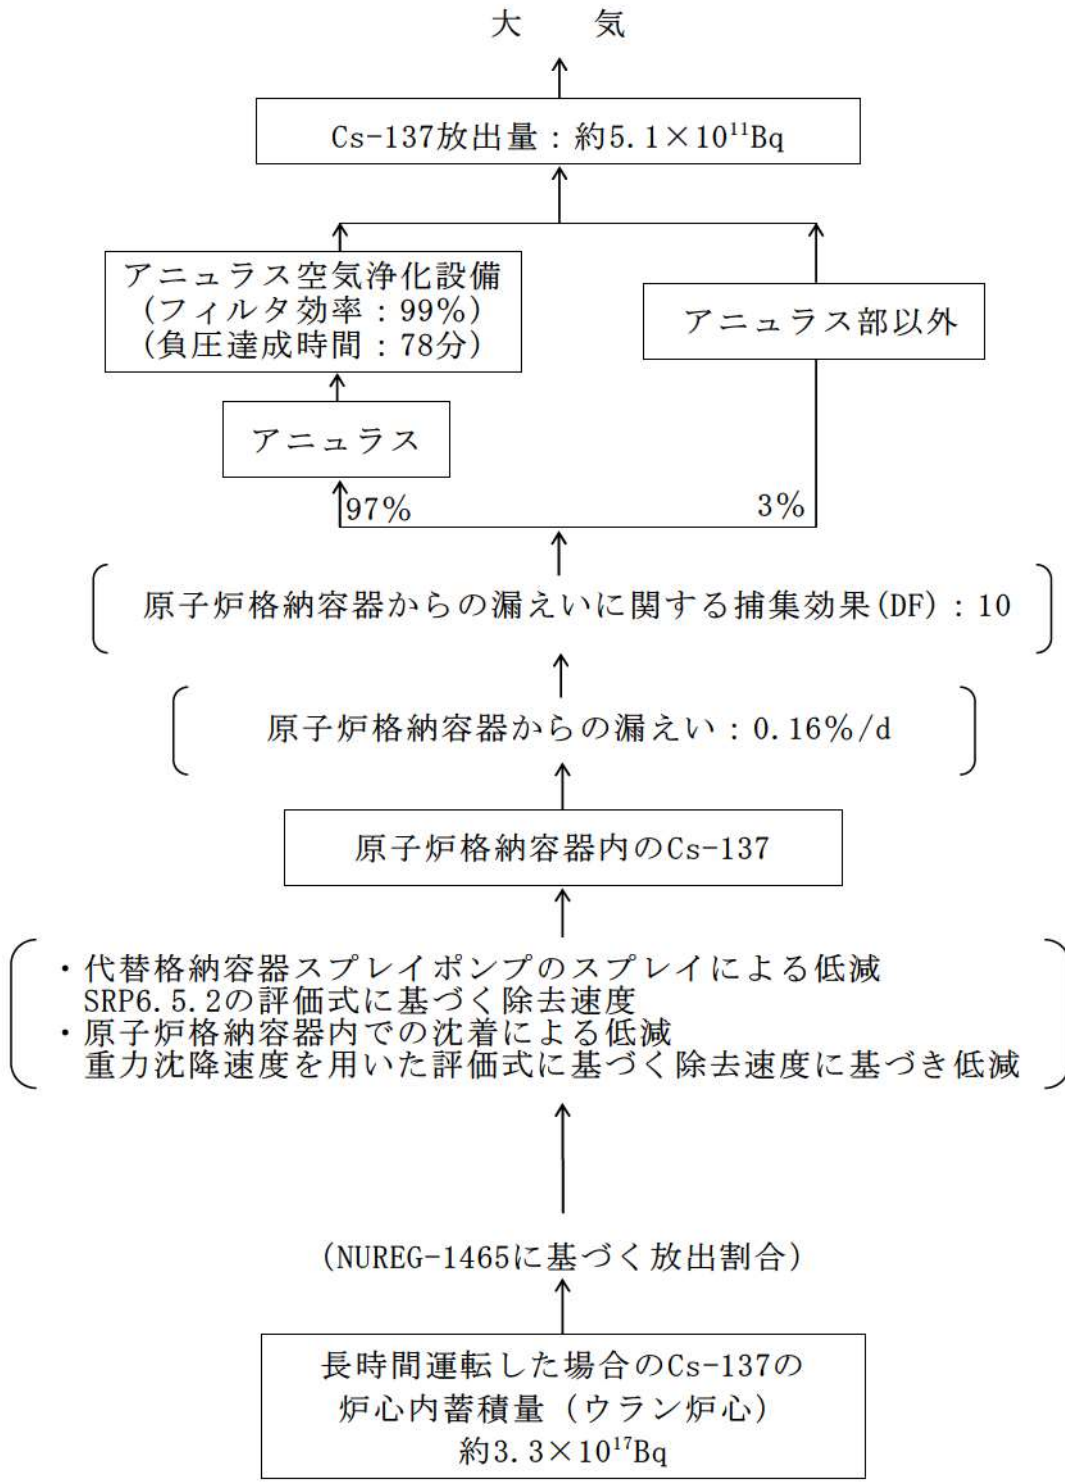 大　気
Cs-137放出量：約5.1×10¹¹Bq
アニュラス空気浄化設備
(フィルタ効率：99%)
(負圧達成時間：78分)
アニュラス部以外
アニュラス
97%
3%
原子炉格納容器からの漏えいに関する捕集効果(DF)：10
原子炉格納容器からの漏えい：0.16%/d
原子炉格納容器内のCs-137
・代替格納容器スプレイポンプのスプレイによる低減
SRP6.5.2の評価式に基づく除去速度
・原子炉格納容器内での沈着による低減
重力沈降速度を用いた評価式に基づく除去速度に基づき低減
(NUREG-1465に基づく放出割合)
長時間運転した場合のCs-137の
炉心内蓄積量（ウラン炉心）
約3.3×10¹⁷Bq